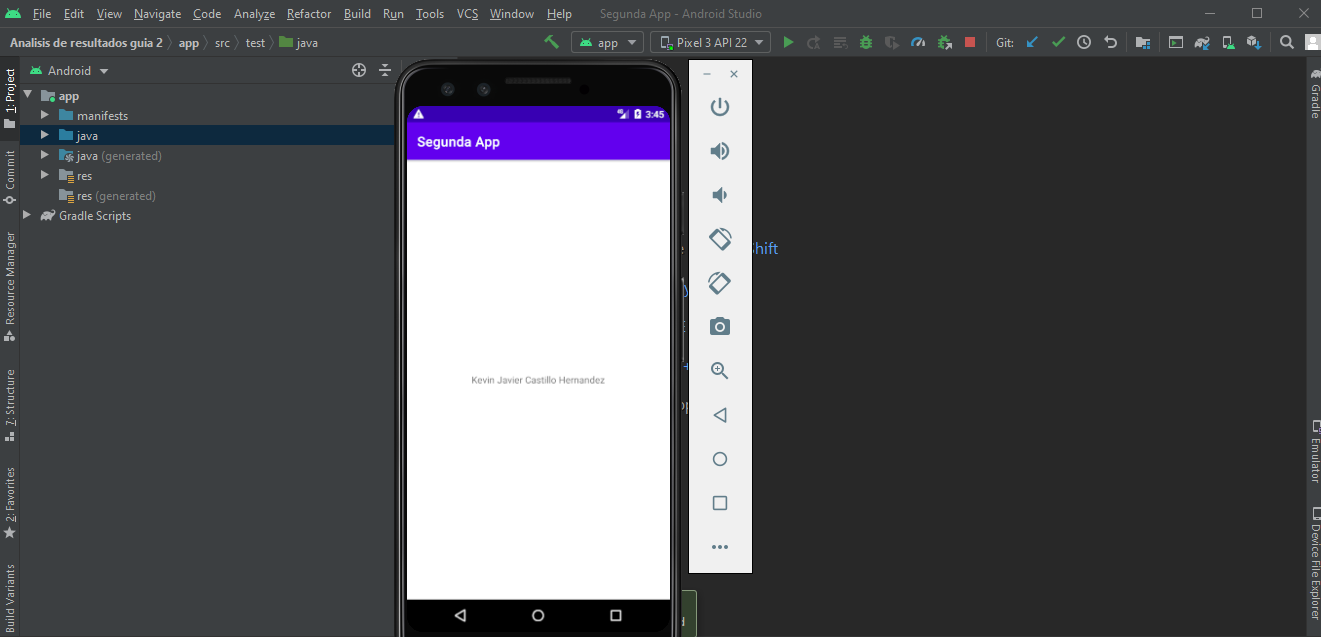 File Edit View Navigate Code Analyze Refactor Build Run Tools VCS Window Help Segunda App - Android Studio
Analisis de resultados guia 2 app src test java app Pixel 3 API 22 Git:
1: Project
Commit
Resource Manager
7: Structure
2: Favorites
Build Variants
Android
app
manifests
java
java (generated)
res
res (generated)
Gradle Scripts
3:45
Segunda App
Kevin Javier Castillo Hernandez
Shift
Gradle
Emulator
Device File Explorer